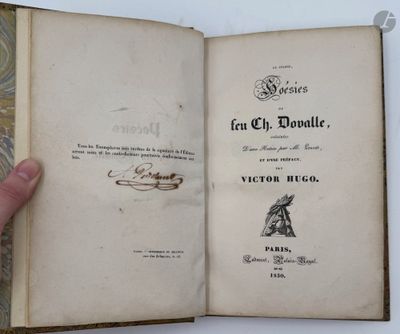 Tous les Exemplaires non revêtus de la signature de l'Éditeur
seront saisis et les contrefacteurs poursuivis conformément aux
lois.
LE SYLPHE,
Poésies
DE
feu Ch. Dovalle,
précédées
D'une Notice par M. Louvet,
ET D'UNE PRÉFACE,
PAR
VICTOR HUGO.
PARIS,
Ladvocat, Palais-Royal.
1830.